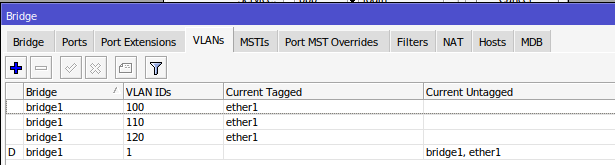 Bridge
Bridge Ports Port Extensions VLANs MSTIs Port MST Overrides Filters NAT Hosts MDB
Bridge VLAN IDs Current Tagged Current Untagged
bridge1 100 ether1
bridge1 110 ether1
bridge1 120 ether1
D bridge1 1 bridge1, ether1